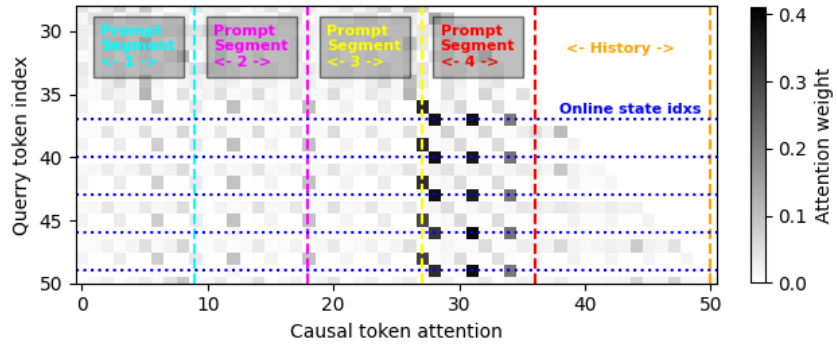 Prompt Segment <- 1 ->
Prompt Segment <- 2 ->
Prompt Segment <- 3 ->
Prompt Segment <- 4 ->
<- History ->
Online state idxs
Querry token index
30
35
40
45
50
0
10
20
30
40
50
Causal token attention
0.4
0.3
0.2
0.1
0.0
Attention weight